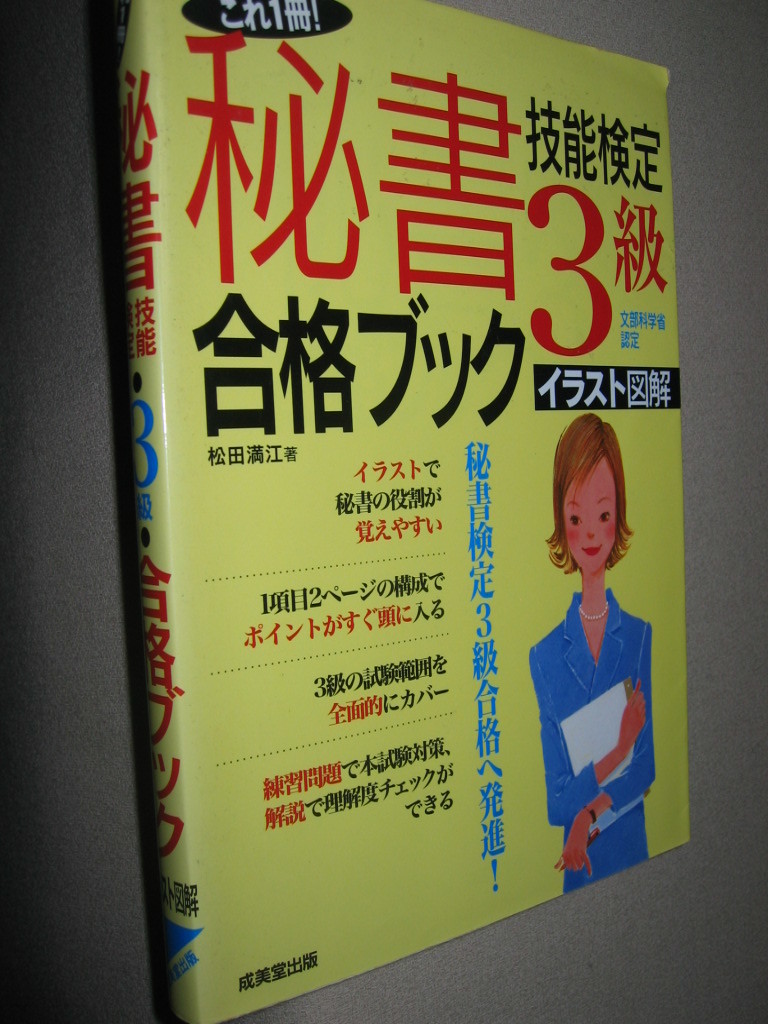 これ1冊!
秘書
技能検定
3級
文部科学省
認定
合格ブック
イラスト図解
松田満江著
イラストで
秘書の役割が
覚えやすい
1項目2ページの構成で
ポイントがすぐ頭に入る
3級の試験範囲を
全面的にカバー
練習問題で本試験対策、
解説で理解度チェックが
できる
秘書検定3級合格へ発進!
成美堂出版
秘書技能検定・3級・合格ブック
スト図解
堂出版